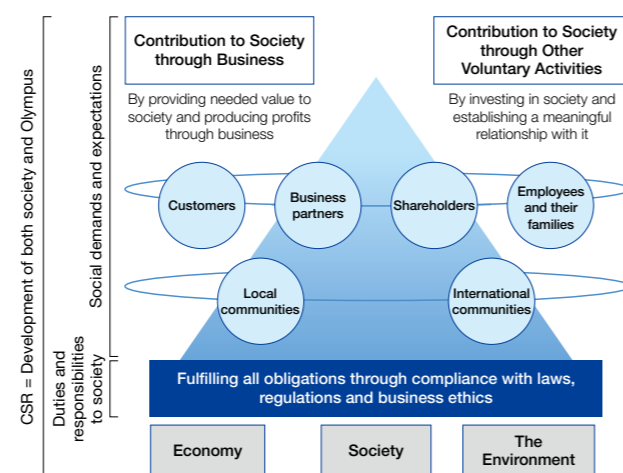 CSR = Development of both society and Olympus
Social demands and expectations
Duties and
responsibilities
to society
Contribution to Society
through Business
By providing needed value to
society and producing profits
through business
Contribution to Society
through Other
Voluntary Activities
By investing in society and
establishing a meaningful
relationship with it
Customers
Business
partners
Shareholders
Employees
and their
families
Local
communities
International
communities
Fulfilling all obligations through compliance with laws,
regulations and business ethics
Economy
Society
The
Environment